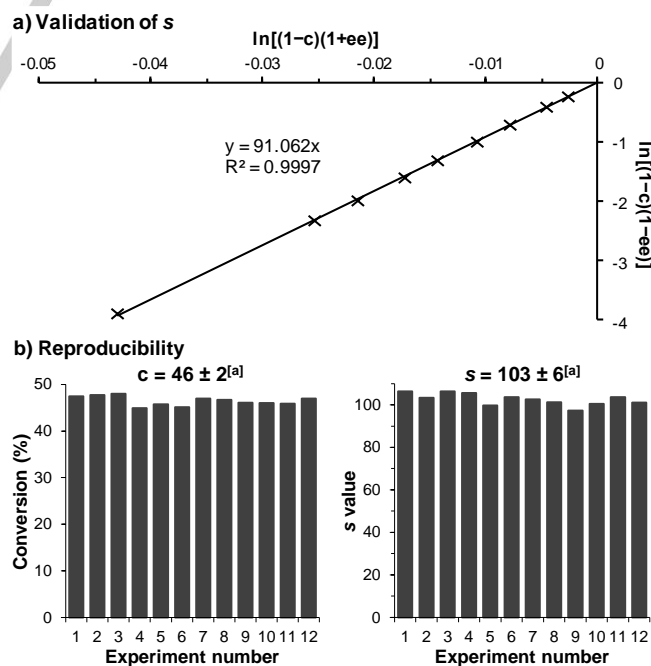 a) Validation of s
ln[(1−c)(1+ee)]
-0.05 -0.04 -0.03 -0.02 -0.01 0
0
-1
-2
-3
-4
ln[(1−c)(1−ee)]
y = 91.062x
R² = 0.9997
b) Reproducibility
c = 46 ± 2[a]
50
40
30
20
10
0
Conversion (%)
1 2 3 4 5 6 7 8 9 10 11 12
Experiment number
s = 103 ± 6[a]
100
80
60
40
20
0
s value
1 2 3 4 5 6 7 8 9 10 11 12
Experiment number